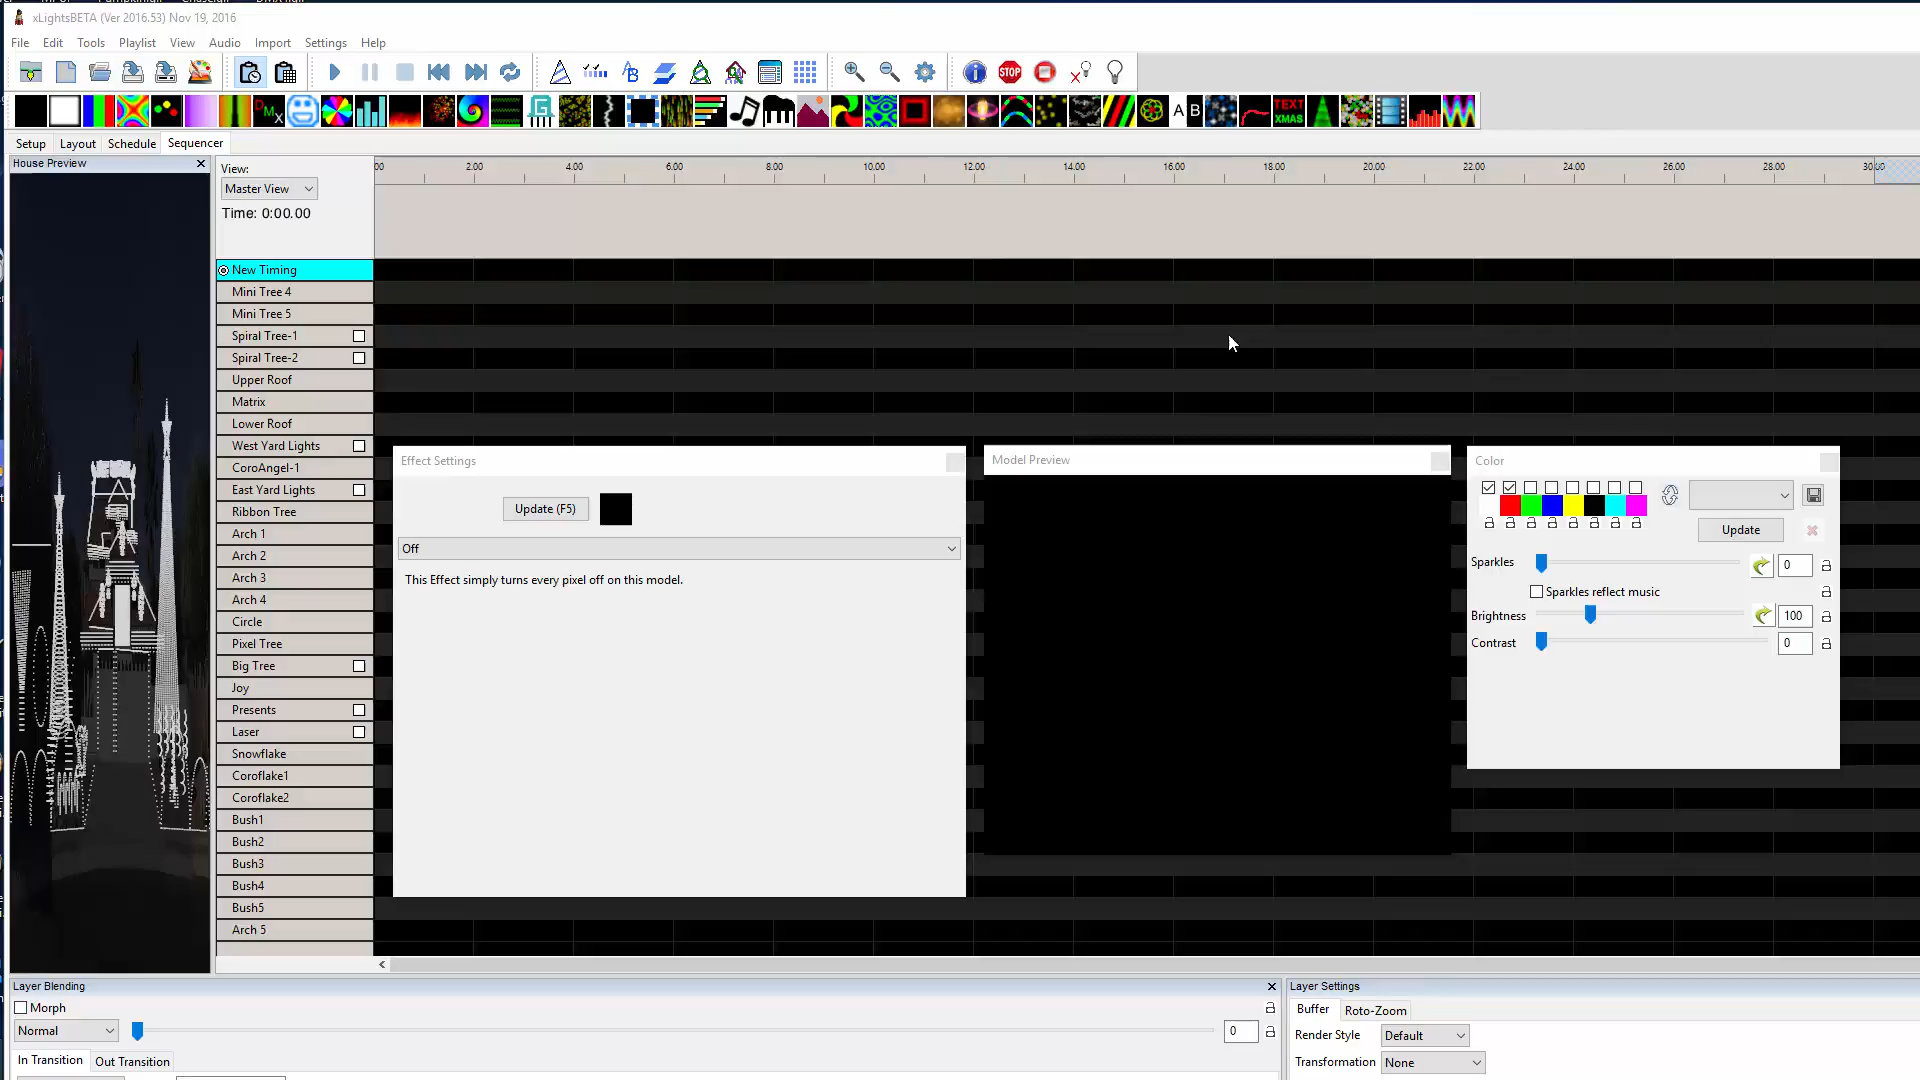 xLightsBETA (Ver 2016.53) Nov 19, 2016
File Edit Tools Playlist View Audio Import Settings Help
STOP
DM X
A B
TEXT XMAS
Setup Layout Schedule Sequencer
House Preview
View:
Master View
Time: 0:00.00
2.00 4.00 6.00 8.00 10.00 12.00 14.00 16.00 18.00 20.00 22.00 24.00 26.00 28.00
New Timing
Mini Tree 4
Mini Tree 5
Spiral Tree-1
Spiral Tree-2
Upper Roof
Matrix
Lower Roof
West Yard Lights
CoroAngel-1
East Yard Lights
Ribbon Tree
Arch 1
Arch 2
Arch 3
Arch 4
Circle
Pixel Tree
Big Tree
Joy
Presents
Laser
Snowflake
Coroflake1
Coroflake2
Bush1
Bush2
Bush3
Bush4
Bush5
Arch 5
Effect Settings
Update (F5)
Off
This Effect simply turns every pixel off on this model.
Model Preview
Color
Update
Sparkles 0
Sparkles reflect music
Brightness 100
Contrast 0
Layer Blending
Morph
Normal 0
In Transition Out Transition
Layer Settings
Buffer Roto-Zoom
Render Style Default
Transformation None